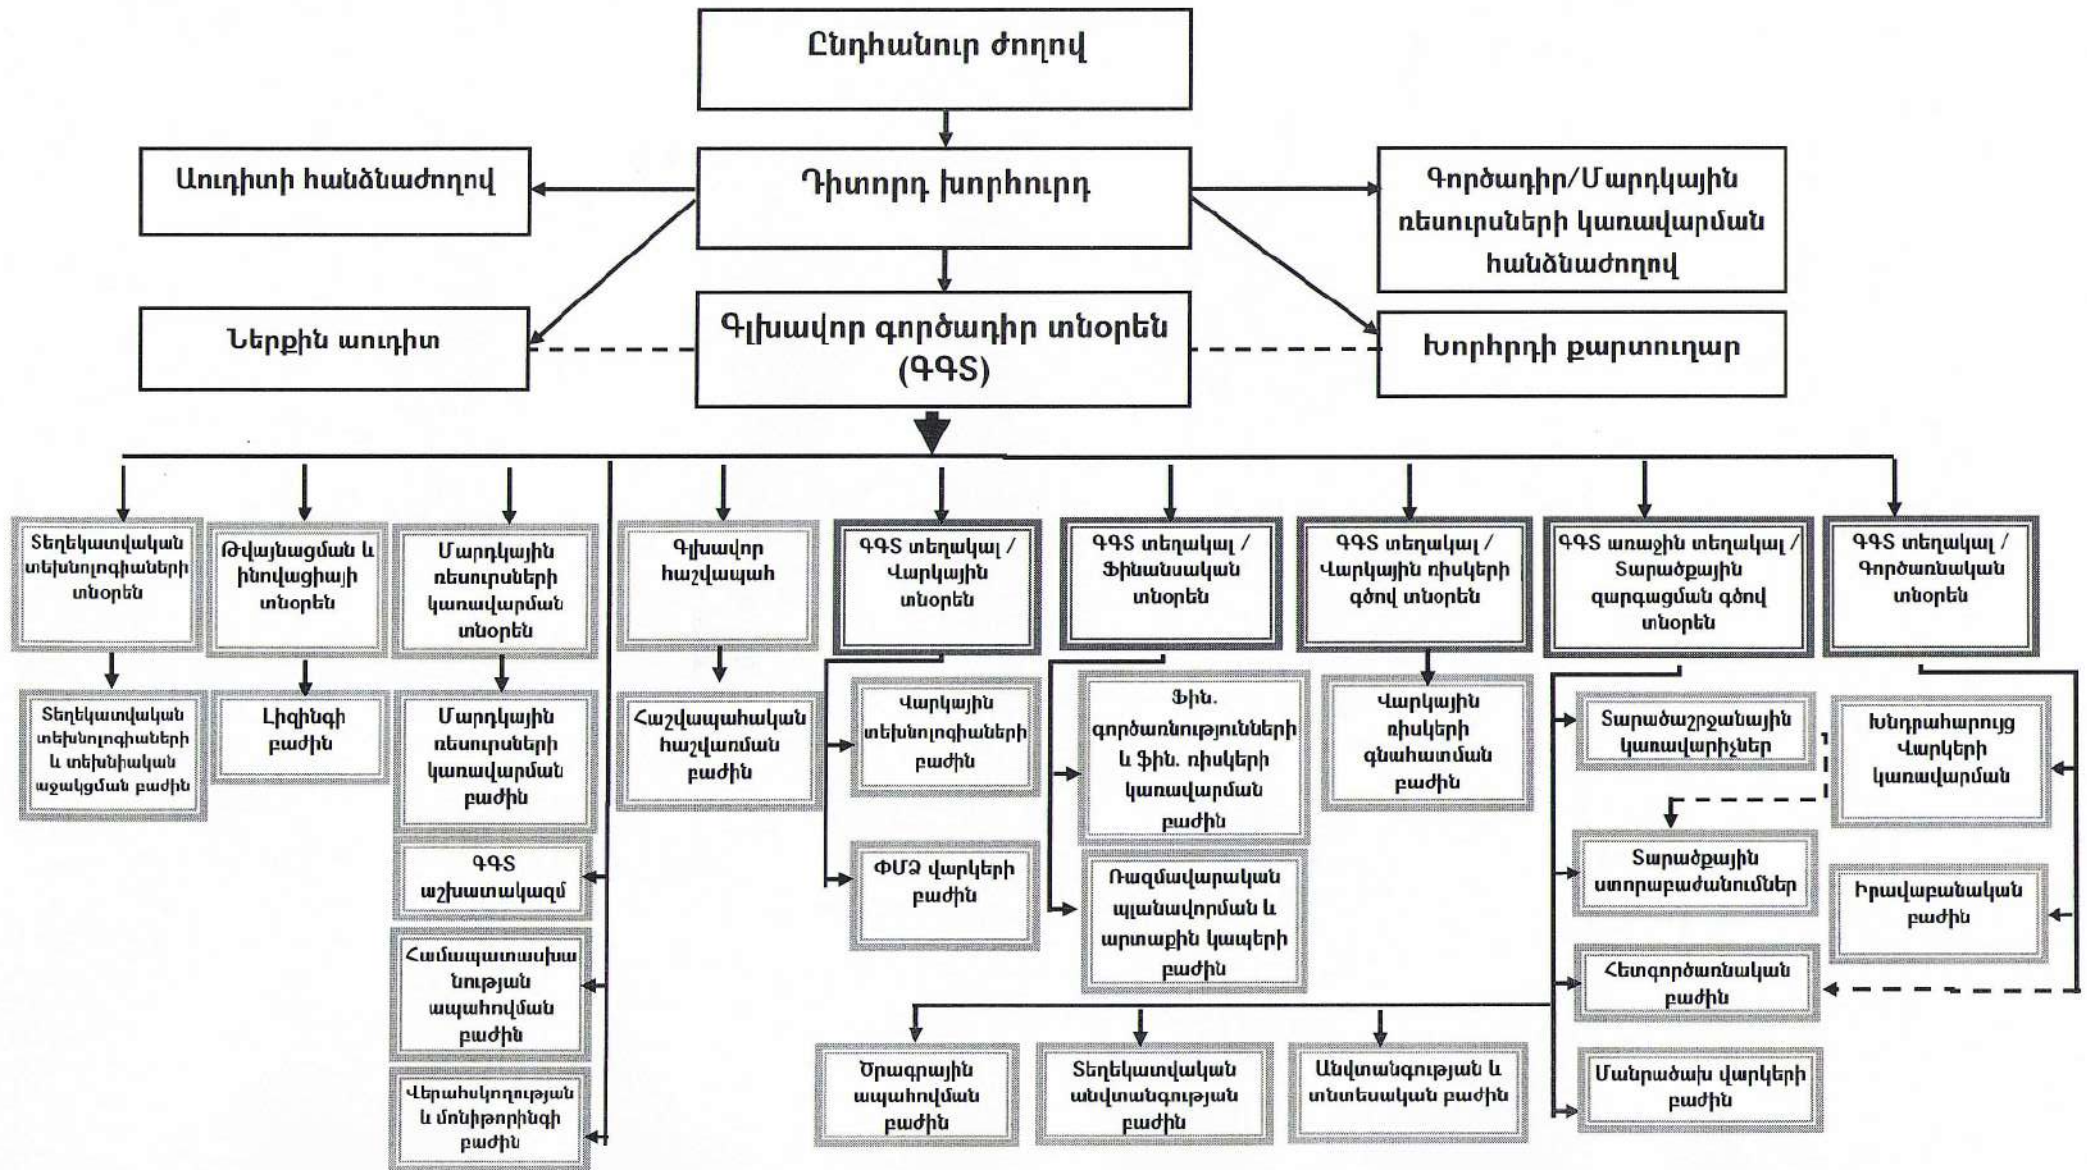 Ընդհանուր ժողով
Աուդիտի հանձնաժողով
Դիտորդ խորհուրդ
Գործադիր/Մարդկային
ռեսուրսների կառավարման
հանձնաժողով
Ներքին աուդիտ
Գլխավոր գործադիր տնօրեն
(ԳԳՏ)
Խորհրդի քարտուղար
Տեղեկատվական
տեխնոլոգիաների
տնօրեն
Թվայնացման և
ինովացիայի
տնօրեն
Մարդկային
ռեսուրսների
կառավարման
տնօրեն
Գլխավոր
հաշվապահ
ԳԳՏ տեղակալ /
Վարկային
տնօրեն
ԳԳՏ տեղակալ /
Ֆինանսական
տնօրեն
ԳԳՏ տեղակալ /
Վարկային ռիսկերի
գծով տնօրեն
ԳԳՏ առաջին տեղակալ /
Տարածքային
զարգացման գծով
տնօրեն
ԳԳՏ տեղակալ /
Գործառնական
տնօրեն
Տեղեկատվական
տեխնոլոգիաների
և տեխնիական
աջակցման բաժին
Լիզինգի
բաժին
Մարդկային
ռեսուրսների
կառավարման
բաժին
Հաշվապահական
հաշվառման
բաժին
Վարկային
տեխնոլոգիաների
բաժին
Ֆին.
գործառնությունների
և ֆին. ռիսկերի
կառավարման
բաժին
Վարկային
ռիսկերի
գնահատման
բաժին
Տարածաշրջանային
կառավարիչներ
Խնդրահարույց
Վարկերի
կառավարման
ԳԳՏ
աշխատակազմ
ՓՄՁ վարկերի
բաժին
Ռազմավարական
պլանավորման և
արտաքին կապերի
բաժին
Տարածքային
ստորաբաժանումներ
Իրավաբանական
բաժին
Համապատասխա
նության
ապահովման
բաժին
Հետգործառնական
բաժին
Վերահսկողության
և մոնիթորինգի
բաժին
Ծրագրային
ապահովման
բաժին
Տեղեկատվական
անվտանգության
բաժին
Անվտանգության և
տնտեսական բաժին
Մանրածախ վարկերի
բաժին